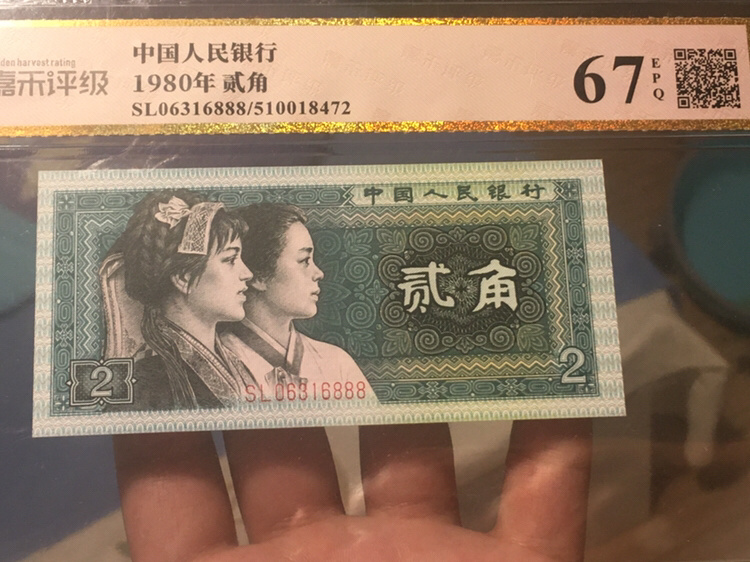 den harvest rating
嘉禾评级
中国人民银行
1980年 贰角
SL06316888/510018472
67
EPQ
中国人民银行
贰角
2
2
SL06316888